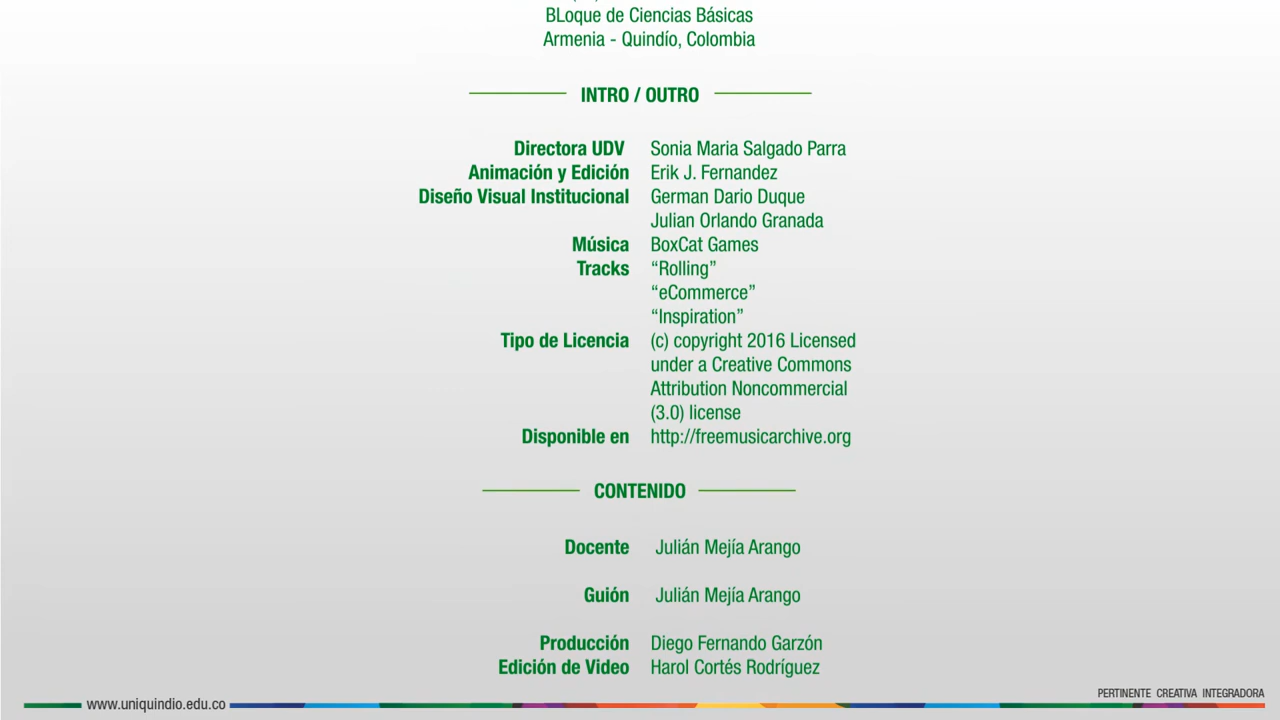 BLoque de Ciencias Básicas
Armenia - Quindío, Colombia
INTRO / OUTRO
Directora UDV Sonia Maria Salgado Parra
Animación y Edición Erik J. Fernandez
Diseño Visual Institucional German Dario Duque
Julian Orlando Granada
Música BoxCat Games
Tracks “Rolling”
“eCommerce”
“Inspiration”
Tipo de Licencia (c) copyright 2016 Licensed
under a Creative Commons
Attribution Noncommercial
(3.0) license
Disponible en http://freemusicarchive.org
CONTENIDO
Docente Julián Mejía Arango
Guión Julián Mejía Arango
Producción Diego Fernando Garzón
Edición de Video Harol Cortés Rodríguez
PERTINENTE CREATIVA INTEGRADORA
www.uniquindio.edu.co